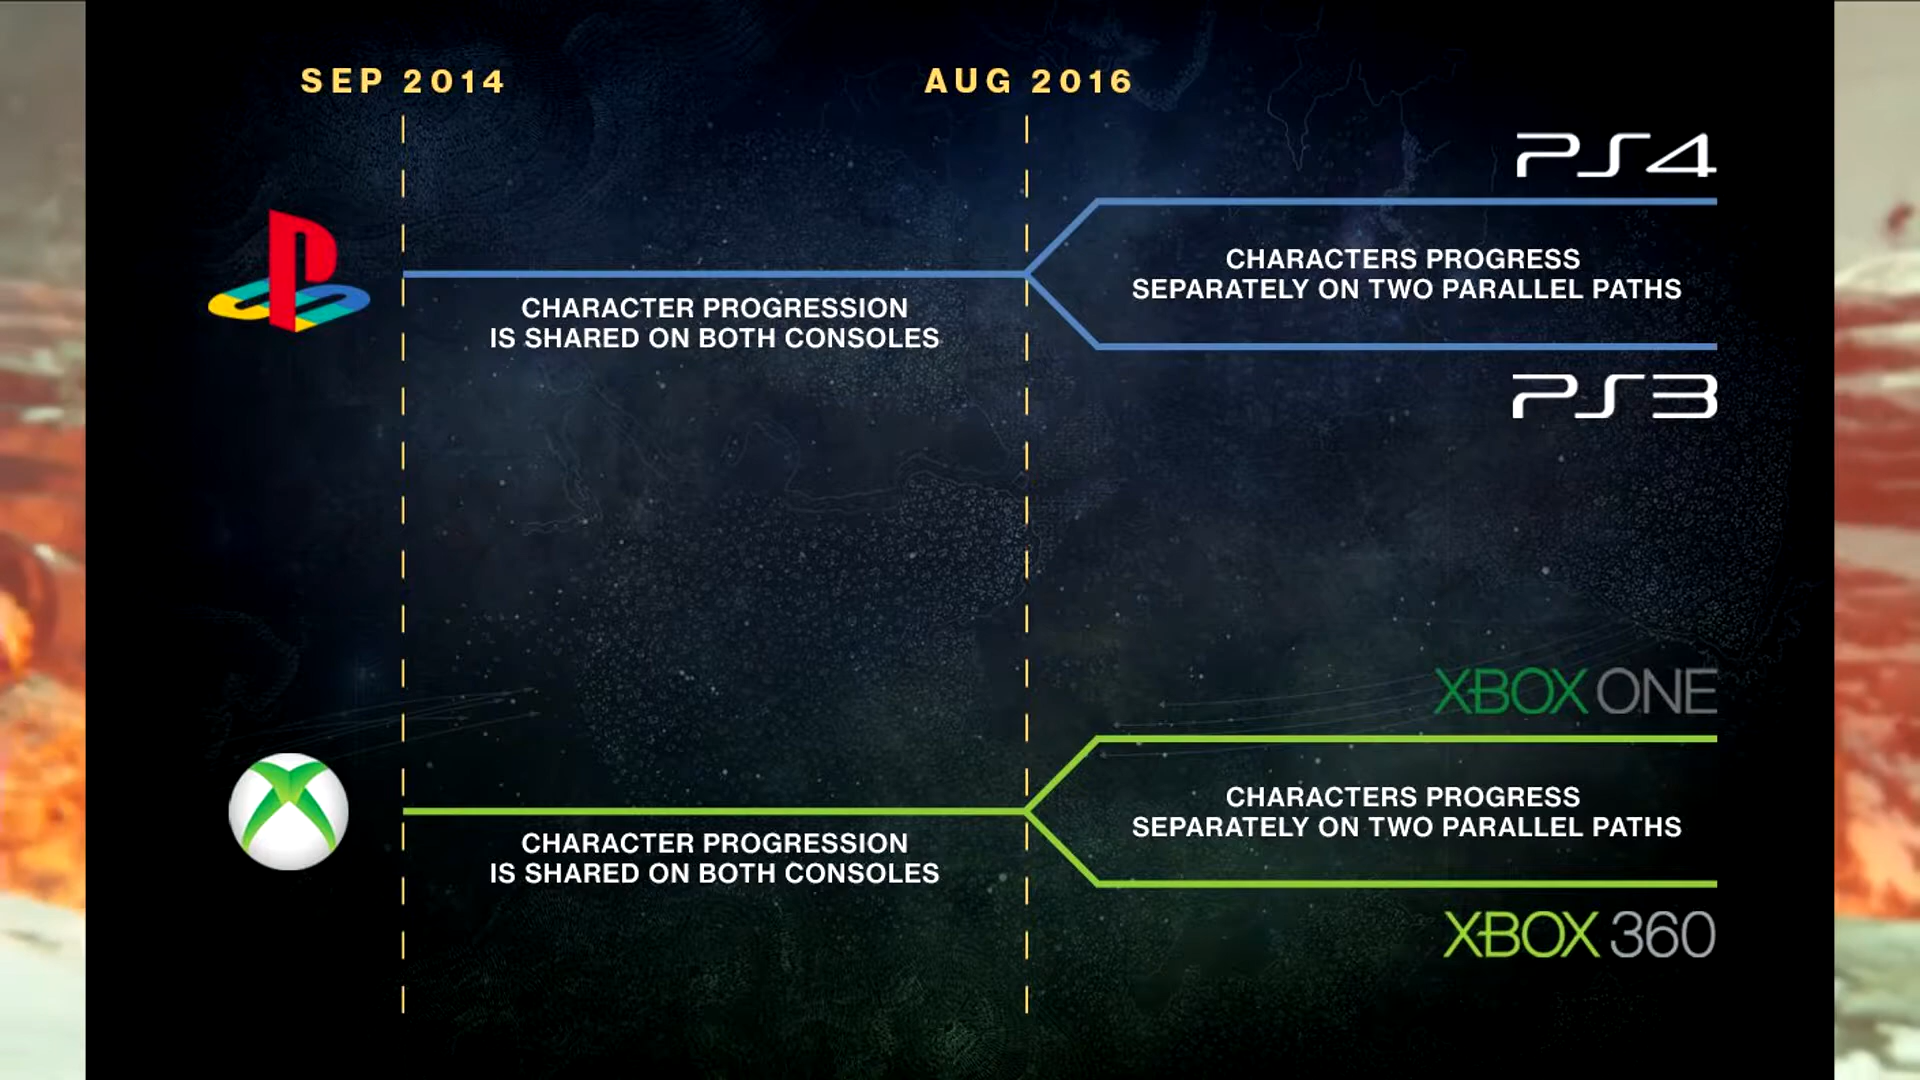 SEP 2014
AUG 2016
PS4
CHARACTER PROGRESSION
IS SHARED ON BOTH CONSOLES
CHARACTERS PROGRESS
SEPARATELY ON TWO PARALLEL PATHS
PS3
XBOX ONE
CHARACTER PROGRESSION
IS SHARED ON BOTH CONSOLES
CHARACTERS PROGRESS
SEPARATELY ON TWO PARALLEL PATHS
XBOX 360